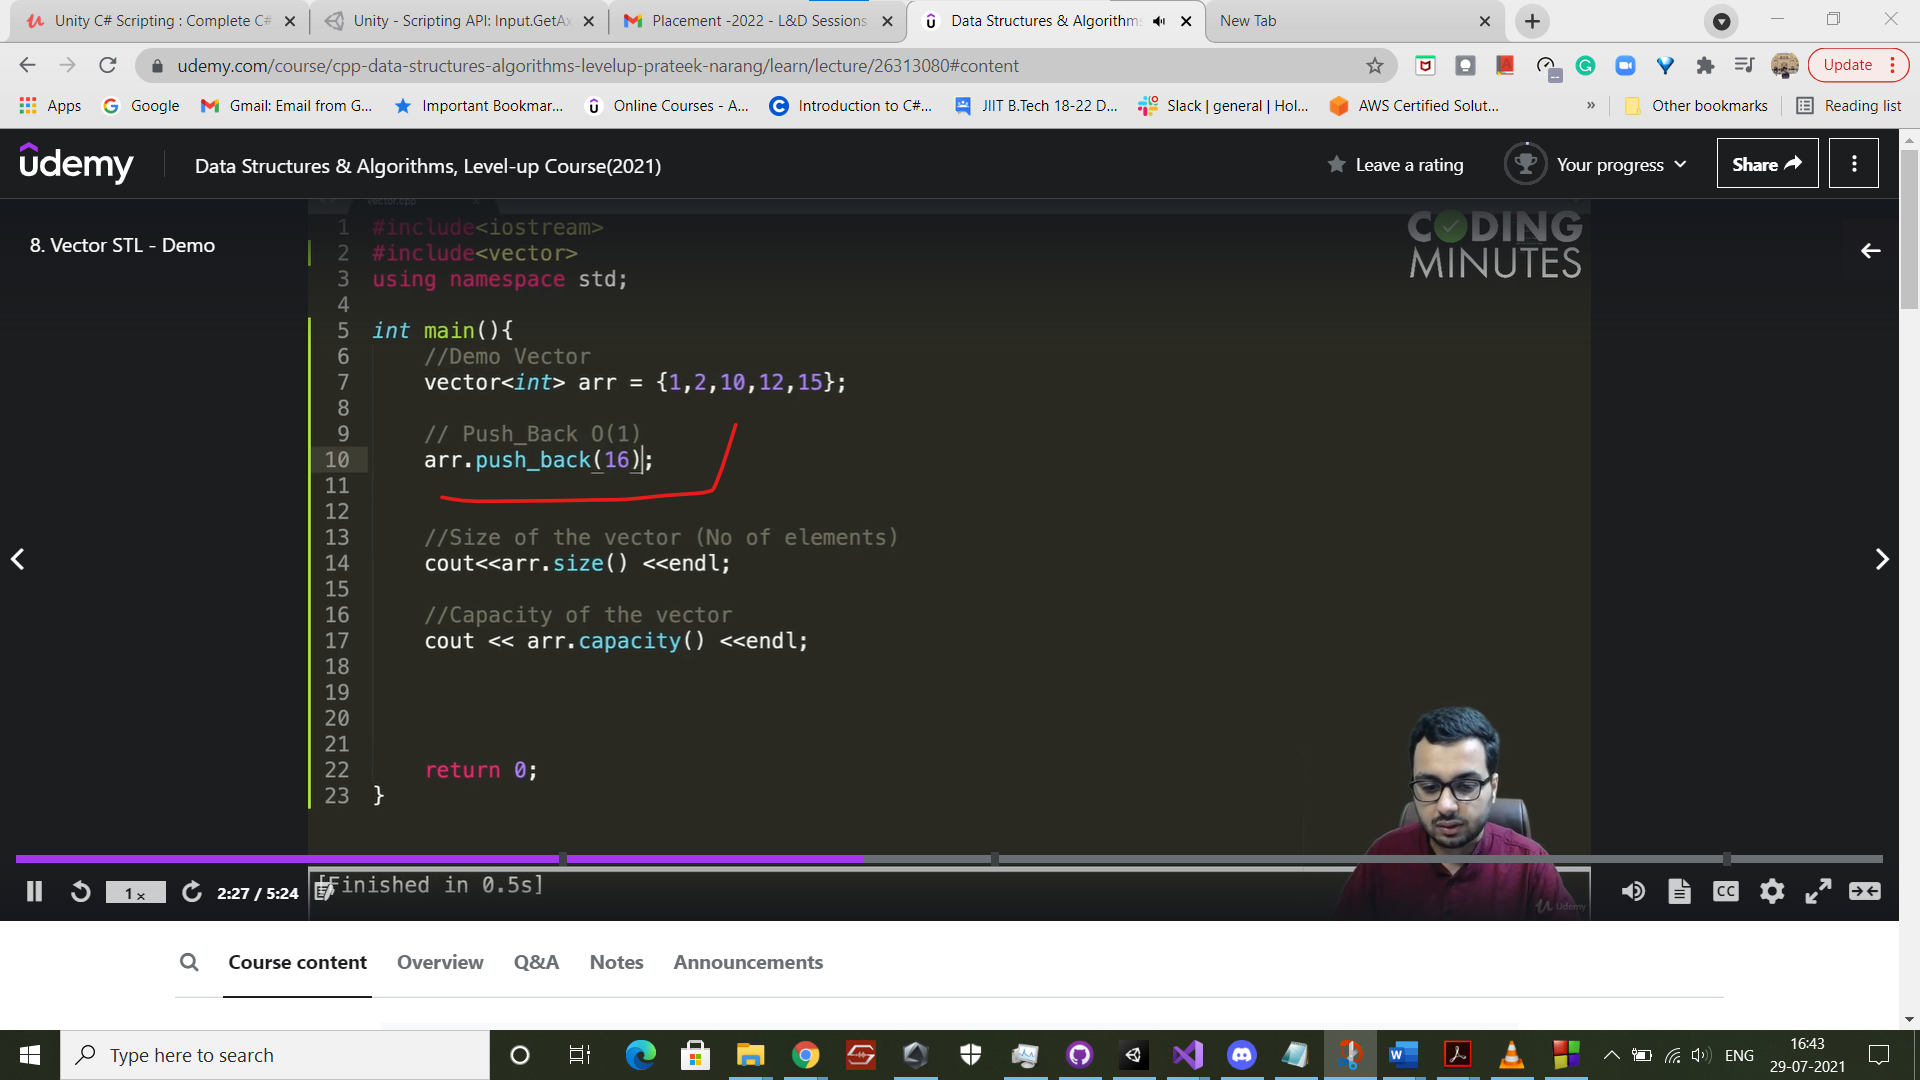 Unity C# Scripting : Complete C#
Unity - Scripting API: Input.GetAx
Placement -2022 - L&D Sessions
Data Structures & Algorithms
New Tab
udemy.com/course/cpp-data-structures-algorithms-levelup-prateek-narang/learn/lecture/26313080#content
Update
Apps
Google
Gmail: Email from G...
Important Bookmar...
Online Courses - A...
Introduction to C#...
JIIT B.Tech 18-22 D...
Slack | general | Hol...
AWS Certified Solut...
»
Other bookmarks
Reading list
udemy
Data Structures & Algorithms, Level-up Course(2021)
Leave a rating
Your progress
Share
8. Vector STL - Demo
vector.cpp
CODING
MINUTES
1 #include<iostream>
2 #include<vector>
3 using namespace std;
4
5 int main(){
6 //Demo Vector
7 vector<int> arr = {1,2,10,12,15};
8
9 // Push_Back O(1)
10 arr.push_back(16);
11
12
13 //Size of the vector (No of elements)
14 cout<<arr.size() <<endl;
15
16 //Capacity of the vector
17 cout << arr.capacity() <<endl;
18
19
20
21
22 return 0;
23 }
[Finished in 0.5s]
1 x
2:27 / 5:24
CC
Udemy
Course content
Overview
Q&A
Notes
Announcements
Type here to search
ENG
16:43
29-07-2021